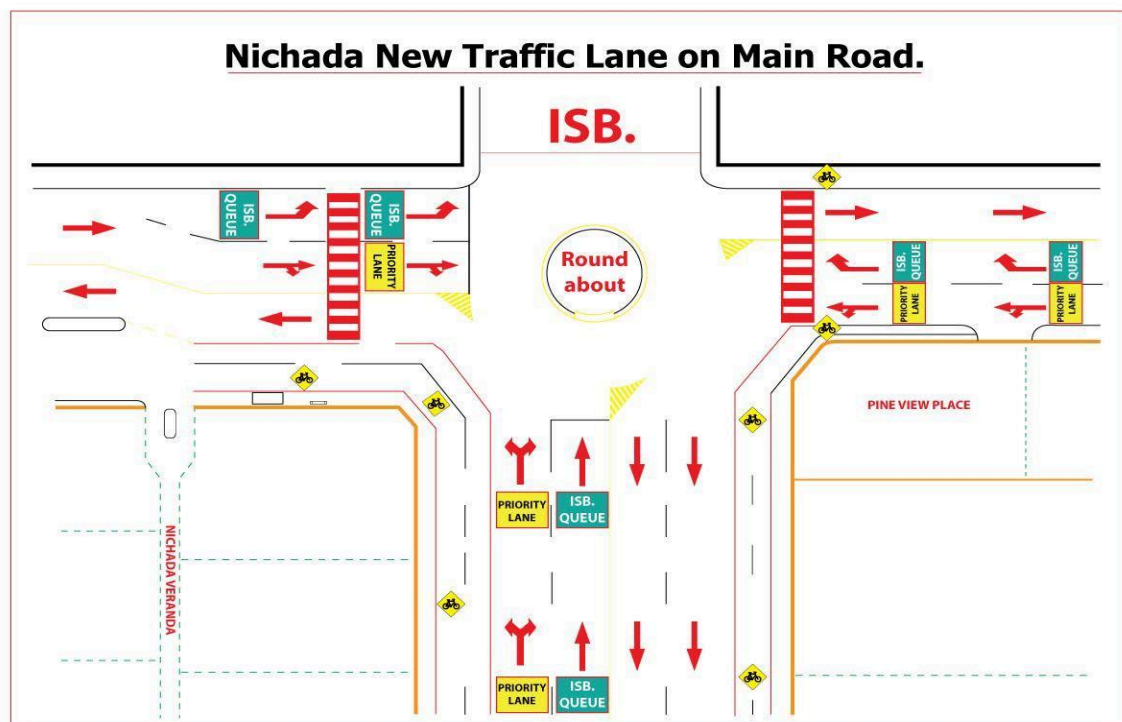 Nichada New Traffic Lane on Main Road.
ISB.
ISB.
QUEUE
ISB.
QUEUE
PRIORITY
LANE
Round
about
ISB.
QUEUE
PRIORITY
LANE
ISB.
QUEUE
PRIORITY
LANE
PINE VIEW PLACE
PRIORITY
LANE
ISB.
QUEUE
NICHADA VERANDA
PRIORITY
LANE
ISB.
QUEUE